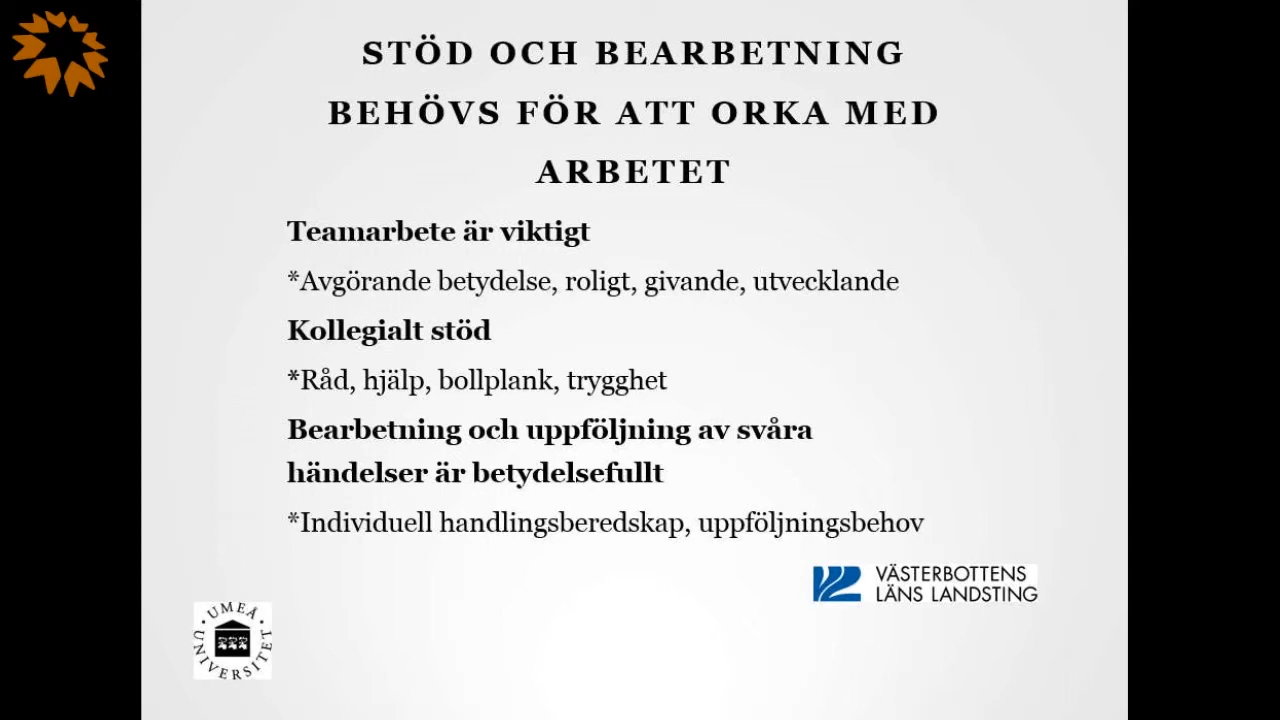 STÖD OCH BEARBETNING
BEHÖVS FÖR ATT ORKA MED
ARBETET
Teamarbete är viktigt
*Avgörande betydelse, roligt, givande, utvecklande
Kollegialt stöd
*Råd, hjälp, bollplank, trygghet
Bearbetning och uppföljning av svåra
händelser är betydelsefullt
*Individuell handlingsberedskap, uppföljningsbehov
VÄSTERBOTTENS
LÄNS LANDSTING
UMEÅ
UNIVERSITET